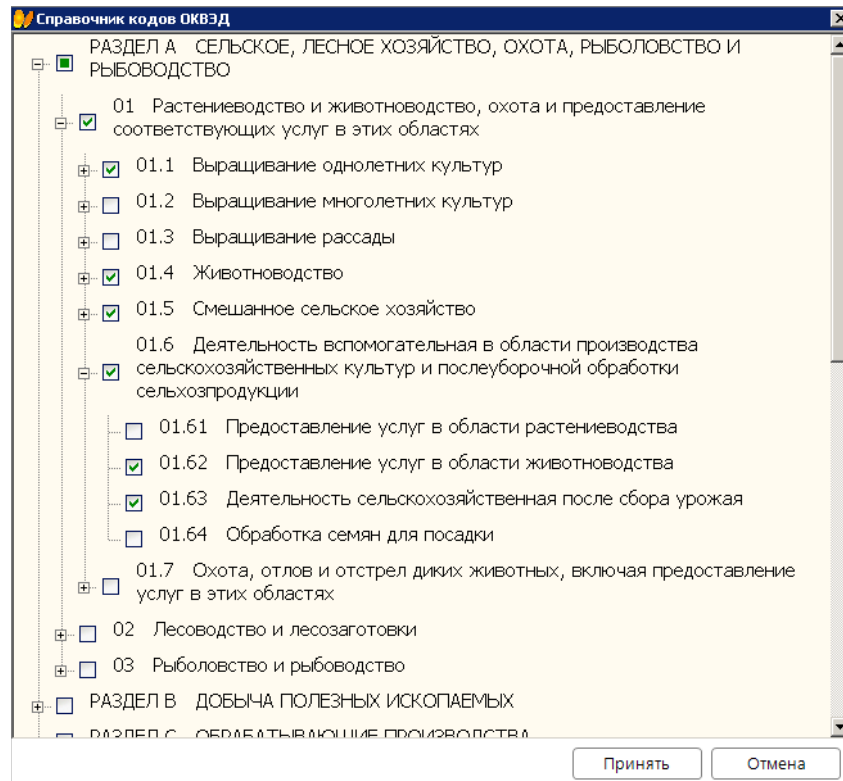 Справочник кодов ОКВЭД
РАЗДЕЛ A СЕЛЬСКОЕ, ЛЕСНОЕ ХОЗЯЙСТВО, ОХОТА, РЫБОЛОВСТВО И
РЫБОВОДСТВО
01 Растениеводство и животноводство, охота и предоставление
соответствующих услуг в этих областях
01.1 Выращивание однолетних культур
01.2 Выращивание многолетних культур
01.3 Выращивание рассады
01.4 Животноводство
01.5 Смешанное сельское хозяйство
01.6 Деятельность вспомогательная в области производства
сельскохозяйственных культур и послеуборочной обработки
сельхозпродукции
01.61 Предоставление услуг в области растениеводства
01.62 Предоставление услуг в области животноводства
01.63 Деятельность сельскохозяйственная после сбора урожая
01.64 Обработка семян для посадки
01.7 Охота, отлов и отстрел диких животных, включая предоставление
услуг в этих областях
02 Лесоводство и лесозаготовки
03 Рыболовство и рыбоводство
РАЗДЕЛ B ДОБЫЧА ПОЛЕЗНЫХ ИСКОПАЕМЫХ
РАЗДЕЛ C ОБРАБАТЫВАЮЩИЕ ПРОИЗВОДСТВА
Принять Отмена